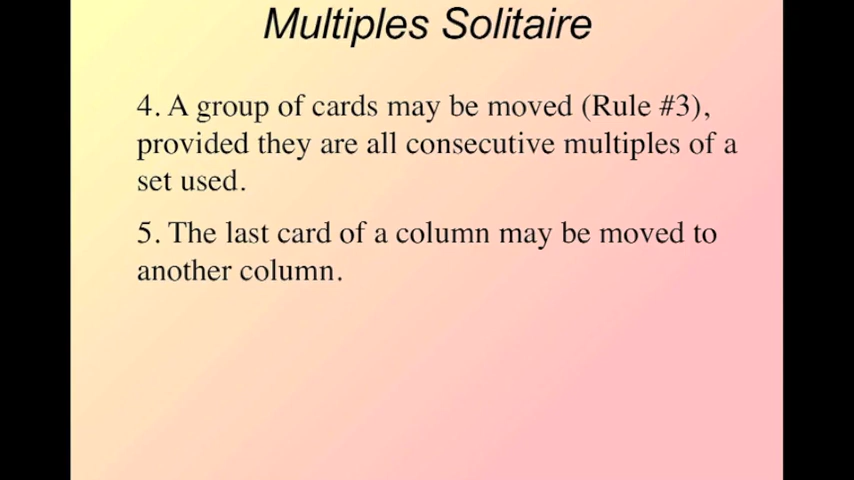 Multiples Solitaire
4. A group of cards may be moved (Rule #3),
provided they are all consecutive multiples of a
set used.
5. The last card of a column may be moved to
another column.